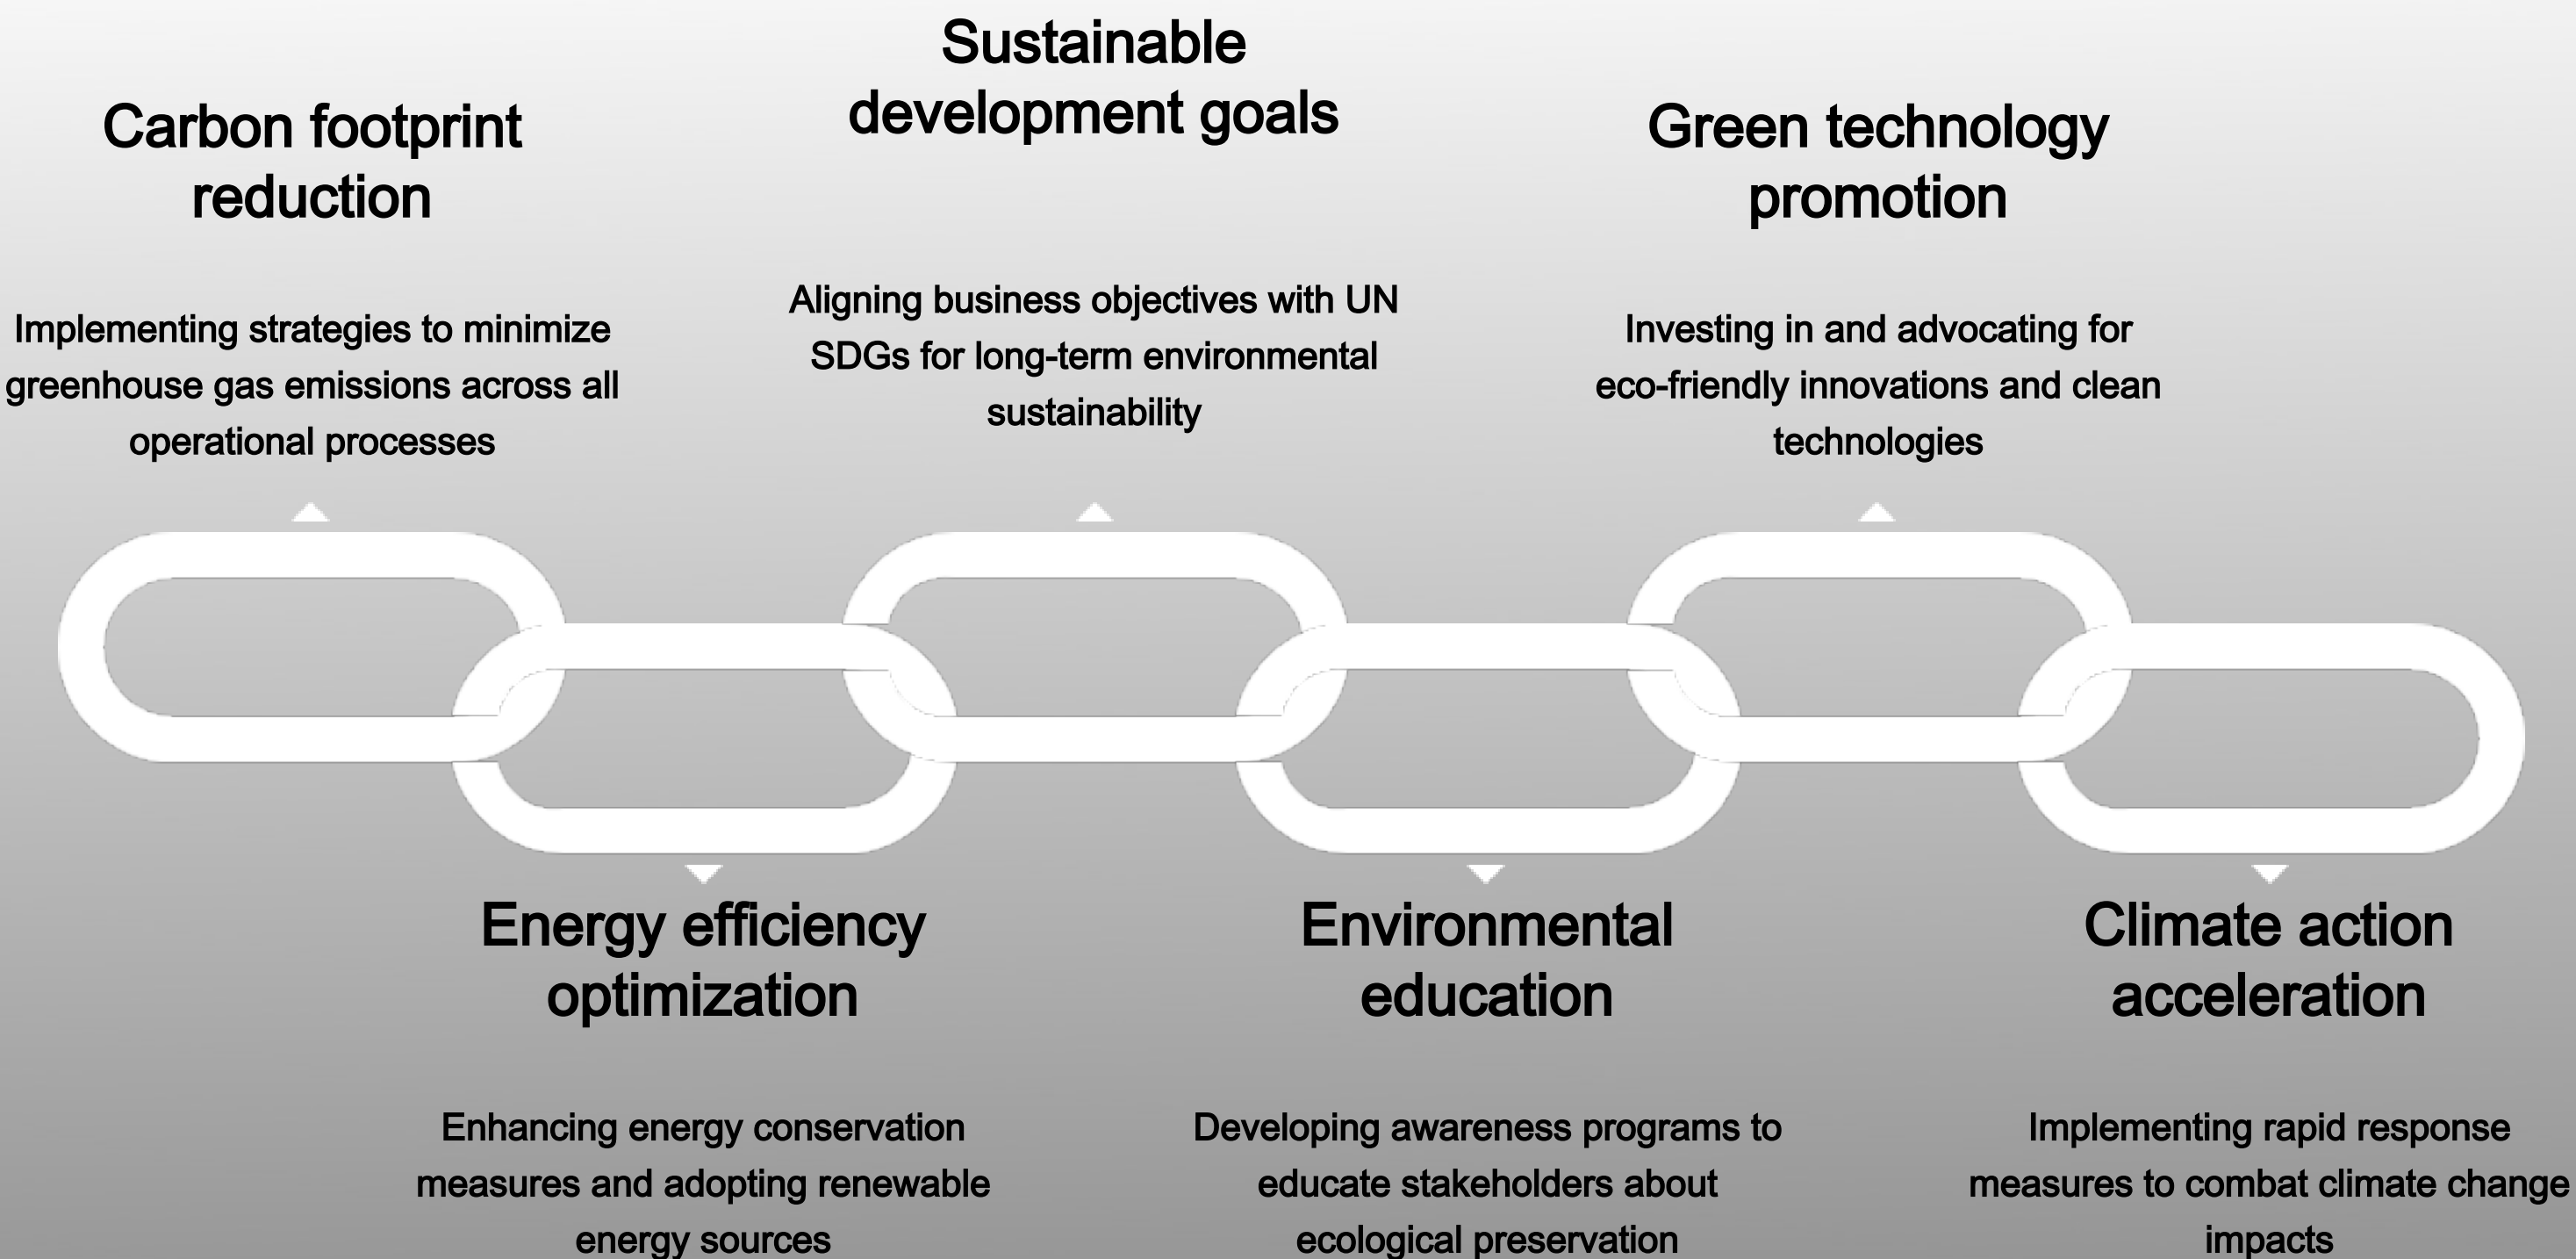 Carbon footprint
reduction
Implementing strategies to minimize
greenhouse gas emissions across all
operational processes
Energy efficiency
optimization
Enhancing energy conservation
measures and adopting renewable
energy sources
Sustainable
development goals
Aligning business objectives with UN
SDGs for long-term environmental
sustainability
Environmental
education
Developing awareness programs to
educate stakeholders about
ecological preservation
Green technology
promotion
Investing in and advocating for
eco-friendly innovations and clean
technologies
Climate action
acceleration
Implementing rapid response
measures to combat climate change
impacts